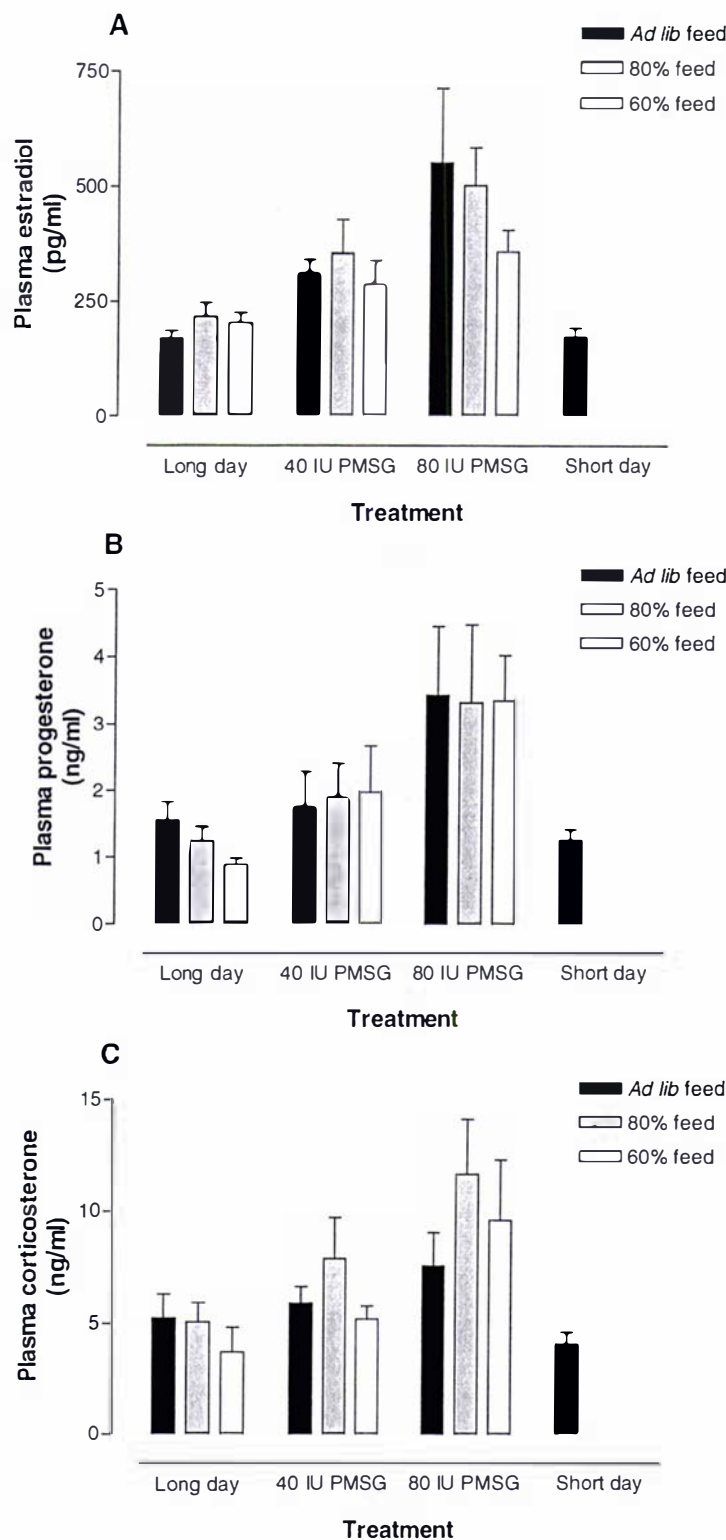 A
Ad lib feed
80% feed
60% feed
Plasma estradiol
(pg/ml)
750
500
250
0
Long day
40 IU PMSG
80 IU PMSG
Short day
Treatment
B
Ad lib feed
80% feed
60% feed
Plasma progesterone
(ng/ml)
5
4
3
2
1
0
Long day
40 IU PMSG
80 IU PMSG
Short day
Treatment
C
Ad lib feed
80% feed
60% feed
Plasma corticosterone
(ng/ml)
15
10
5
0
Long day
40 IU PMSG
80 IU PMSG
Short day
Treatment